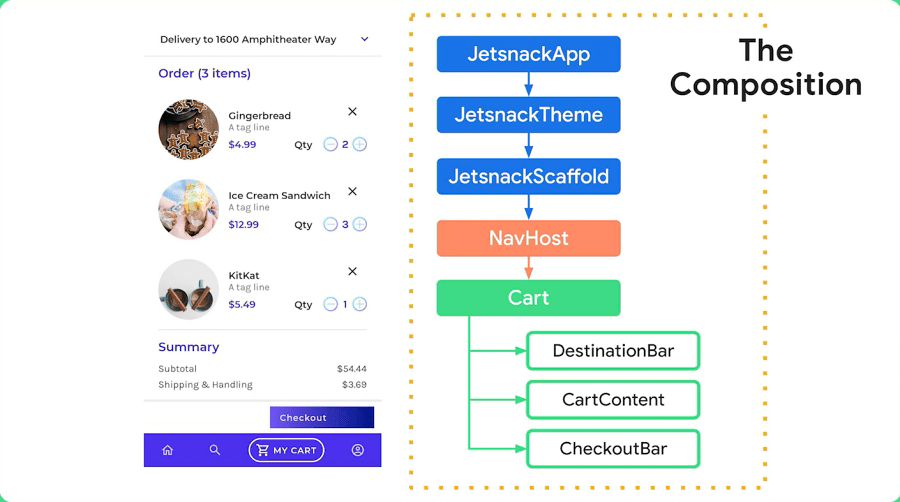 Delivery to 1600 Amphitheater Way
Order (3 items)
Gingerbread
A tag line
$4.99
Qty
2
Ice Cream Sandwich
A tag line
$12.99
Qty
3
KitKat
A tag line
$5.49
Qty
1
Summary
Subtotal
$54.44
Shipping & Handling
$3.69
Checkout
MY CART
JetsnackApp
JetsnackTheme
JetsnackScaffold
NavHost
Cart
DestinationBar
CartContent
CheckoutBar
The
Composition